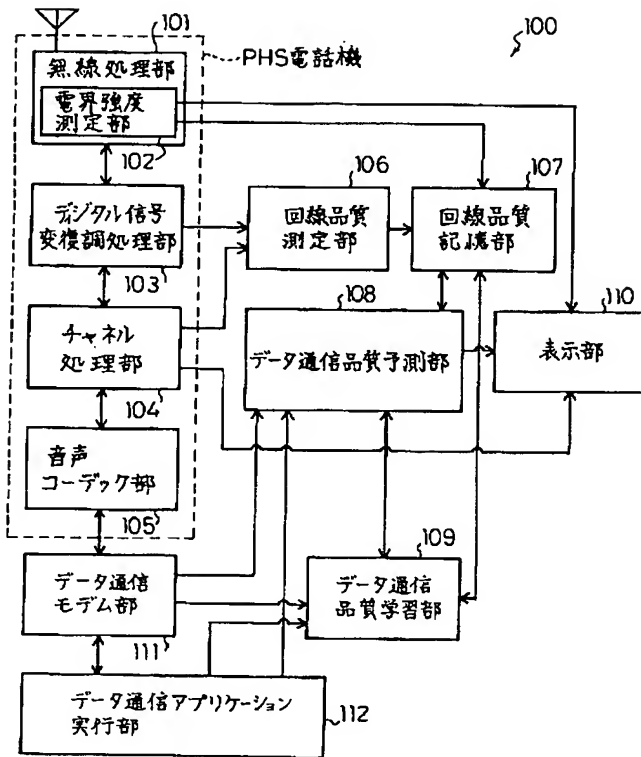 101
100
PHS電話機
無線処理部
電界強度
測定部
102
106
107
ディジタル信号
変復調処理部
103
回線品質
測定部
回線品質
記憶部
108
110
チャネル
処理部
104
データ通信品質予測部
表示部
音声
コーデック部
105
109
データ通信
モデム部
111
データ通信
品質学習部
データ通信アプリケーション
実行部
112